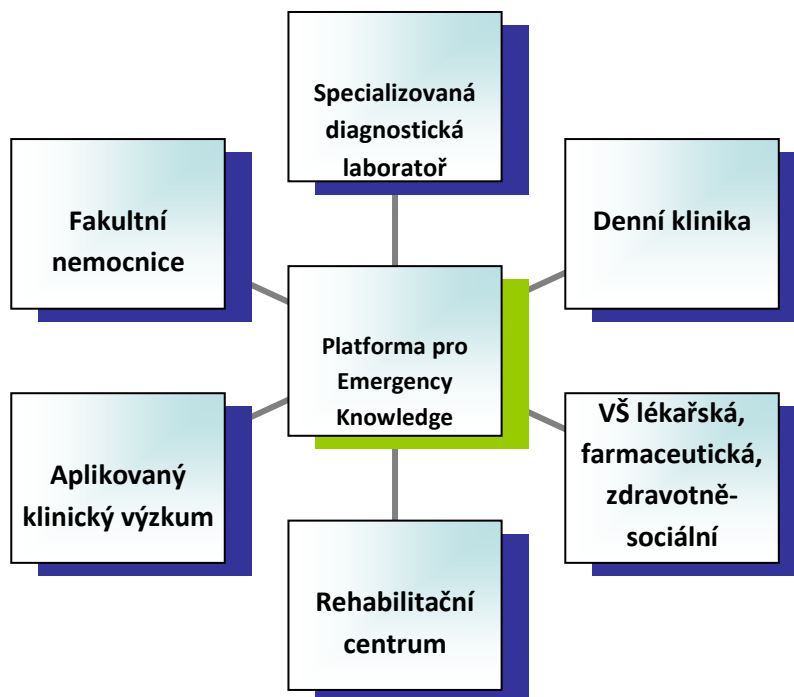 Specializovaná
diagnostická
laboratoř
Fakultní
nemocnice
Denní klinika
Platforma pro
Emergency
Knowledge
Aplikovaný
klinický výzkum
VŠ lékařská,
farmaceutická,
zdravotně-
sociální
Rehabilitační
centrum